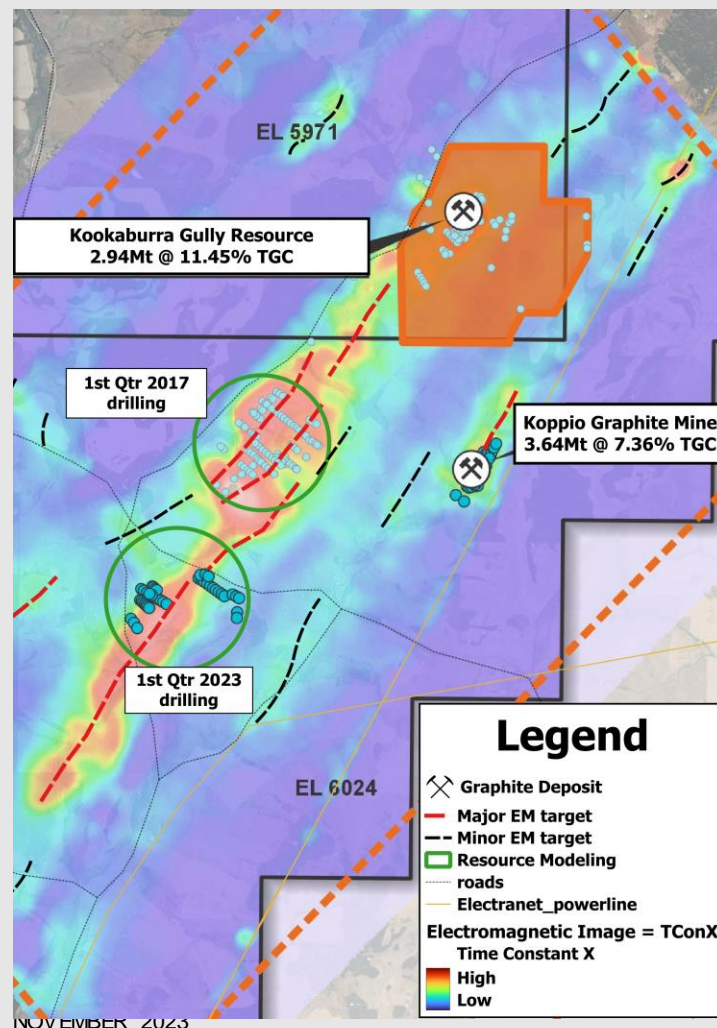 EL 5971
Kookaburra Gully Resource
2.94Mt @ 11.45% TGC
1st Qtr 2017
drilling
Koppio Graphite Mine
3.64Mt @ 7.36% TGC
1st Qtr 2023
drilling
EL 6024
Legend
Graphite Deposit
Major EM target
Minor EM target
Resource Modeling
roads
Electranet_powerline
Electromagnetic Image = TConX
Time Constant X
High
Low
NOVEMBER 2023